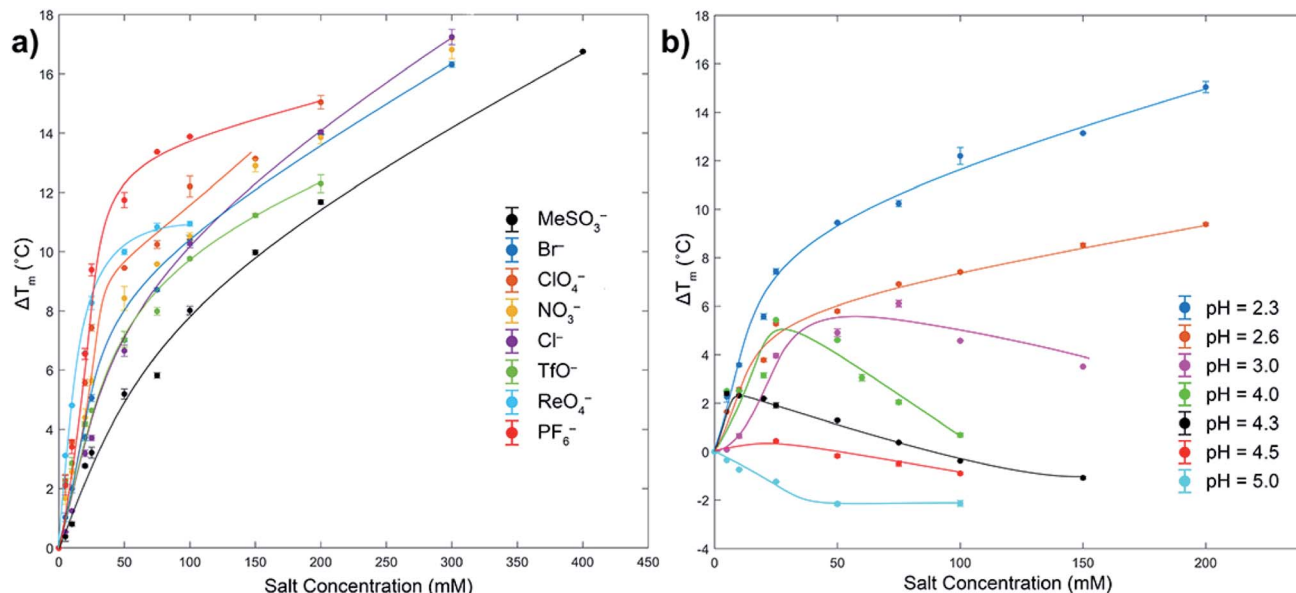 a)
18
16
14
12
10
8
6
4
2
0
ΔTₘ (°C)
MeSO₃⁻
Br⁻
ClO₄⁻
NO₃⁻
Cl⁻
TfO⁻
ReO₄⁻
PF₆⁻
0 50 100 150 200 250 300 350 400 450
Salt Concentration (mM)
b)
18
16
14
12
10
8
6
4
2
0
-2
-4
ΔTₘ (°C)
pH = 2.3
pH = 2.6
pH = 3.0
pH = 4.0
pH = 4.3
pH = 4.5
pH = 5.0
0 50 100 150 200
Salt Concentration (mM)